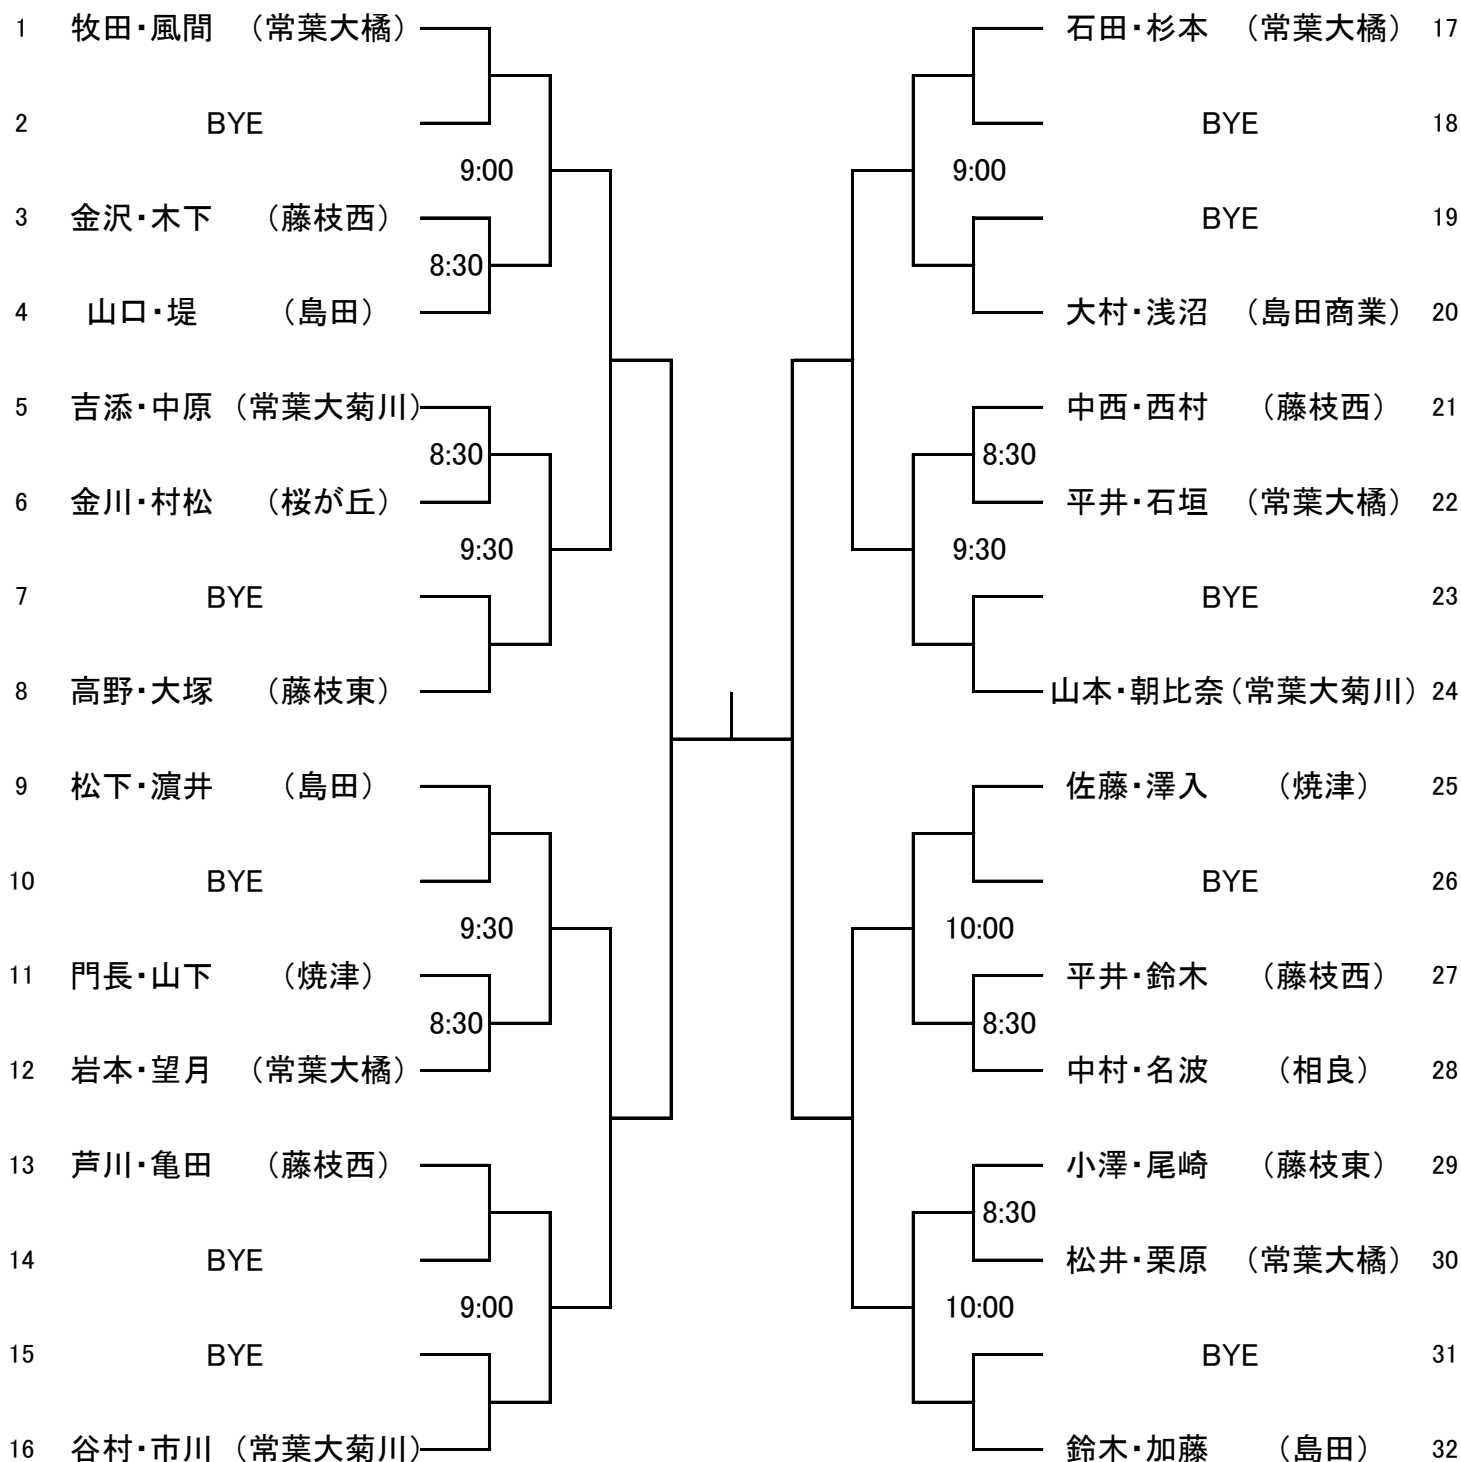 1 牧田・風間 （常葉大橘）
2 BYE
9:00
3 金沢・木下 （藤枝西）
8:30
4 山口・堤 （島田）
5 吉添・中原 （常葉大菊川）
8:30
6 金川・村松 （桜が丘）
9:30
7 BYE
8 高野・大塚 （藤枝東）
9 松下・濵井 （島田）
10 BYE
9:30
11 門長・山下 （焼津）
8:30
12 岩本・望月 （常葉大橘）
13 芦川・亀田 （藤枝西）
14 BYE
9:00
15 BYE
16 谷村・市川 （常葉大菊川）
石田・杉本 （常葉大橘） 17
BYE 18
9:00
BYE 19
大村・浅沼 （島田商業） 20
中西・西村 （藤枝西） 21
8:30
平井・石垣 （常葉大橘） 22
9:30
BYE 23
山本・朝比奈（常葉大菊川） 24
佐藤・澤入 （焼津） 25
BYE 26
10:00
平井・鈴木 （藤枝西） 27
8:30
中村・名波 （相良） 28
小澤・尾崎 （藤枝東） 29
8:30
松井・栗原 （常葉大橘） 30
10:00
BYE 31
鈴木・加藤 （島田） 32